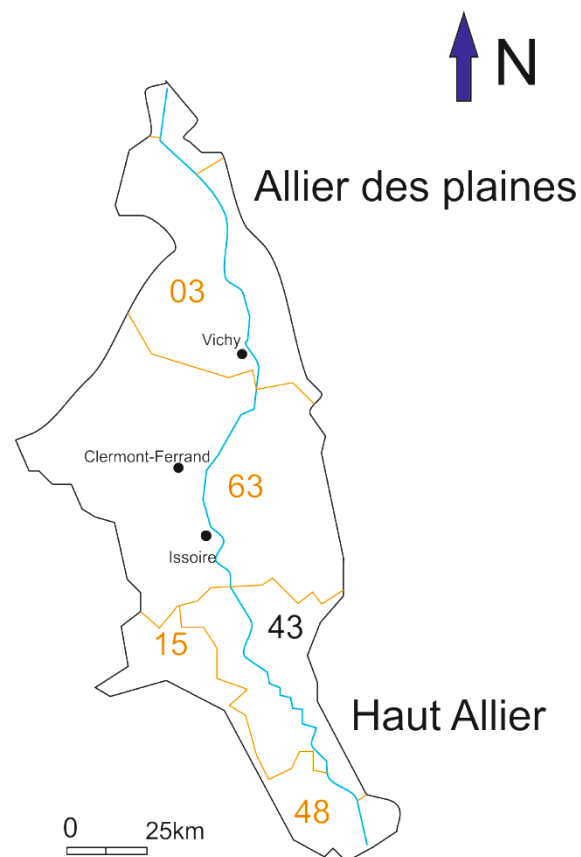 N
Allier des plaines
03
Vichy
Clermont-Ferrand
63
Issoire
43
15
Haut Allier
48
0 25km